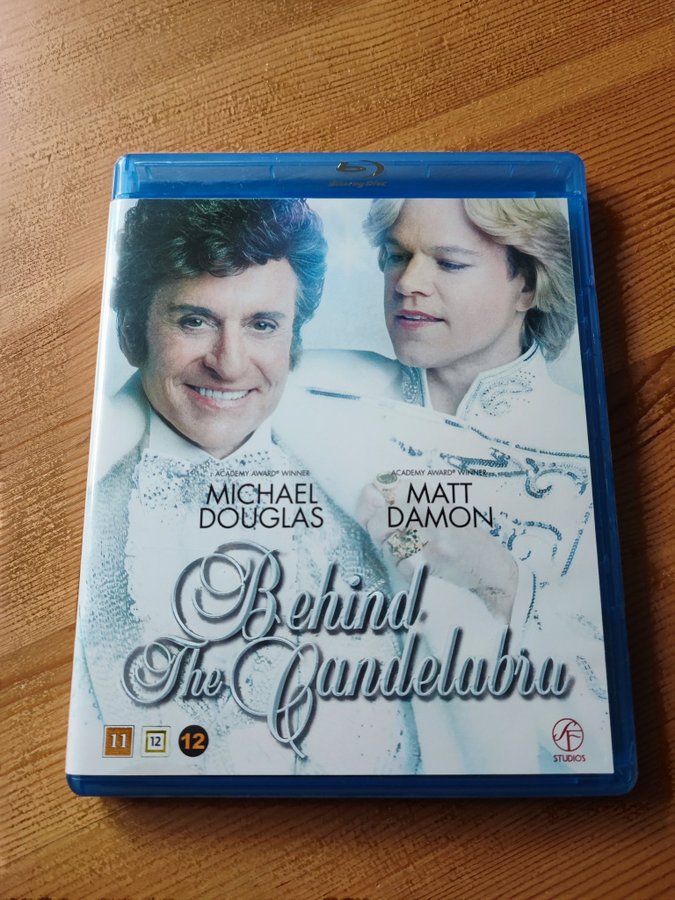 Blu-ray Disc
ACADEMY AWARD® WINNER
MICHAEL
DOUGLAS
ACADEMY AWARD® WINNER
MATT
DAMON
Behind
The Candelabra
11
12
12
SF
STUDIOS